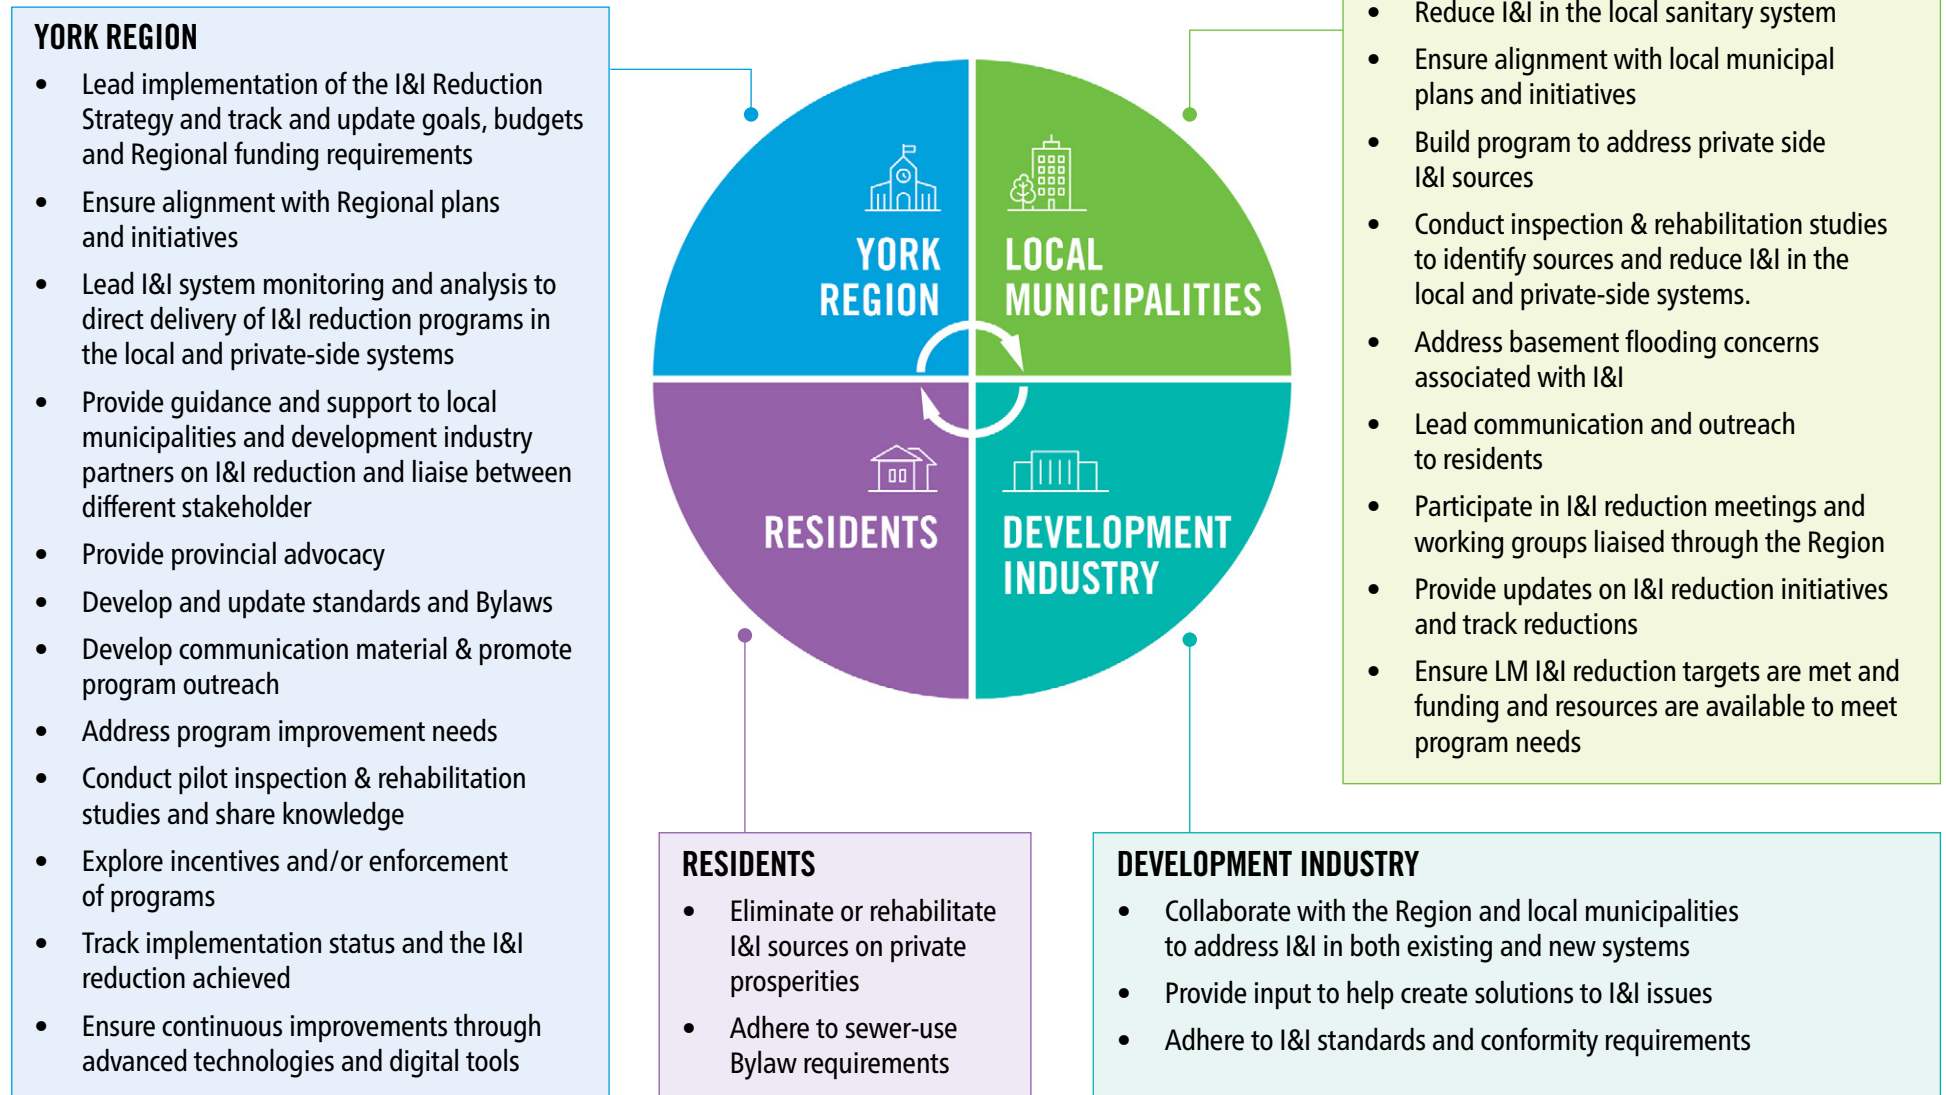 YORK REGION
• Lead implementation of the I&I Reduction
Strategy and track and update goals, budgets
and Regional funding requirements
• Ensure alignment with Regional plans
and initiatives
• Lead I&I system monitoring and analysis to
direct delivery of I&I reduction programs in
the local and private-side systems
• Provide guidance and support to local
municipalities and development industry
partners on I&I reduction and liaise between
different stakeholder
• Provide provincial advocacy
• Develop and update standards and Bylaws
• Develop communication material & promote
program outreach
• Address program improvement needs
• Conduct pilot inspection & rehabilitation
studies and share knowledge
• Explore incentives and/or enforcement
of programs
• Track implementation status and the I&I
reduction achieved
• Ensure continuous improvements through
advanced technologies and digital tools
YORK
REGION
LOCAL
MUNICIPALITIES
RESIDENTS
DEVELOPMENT
INDUSTRY
• Reduce I&I in the local sanitary system
• Ensure alignment with local municipal
plans and initiatives
• Build program to address private side
I&I sources
• Conduct inspection & rehabilitation studies
to identify sources and reduce I&I in the
local and private-side systems.
• Address basement flooding concerns
associated with I&I
• Lead communication and outreach
to residents
• Participate in I&I reduction meetings and
working groups liaised through the Region
• Provide updates on I&I reduction initiatives
and track reductions
• Ensure LM I&I reduction targets are met and
funding and resources are available to meet
program needs
RESIDENTS
• Eliminate or rehabilitate
I&I sources on private
prosperities
• Adhere to sewer-use
Bylaw requirements
DEVELOPMENT INDUSTRY
• Collaborate with the Region and local municipalities
to address I&I in both existing and new systems
• Provide input to help create solutions to I&I issues
• Adhere to I&I standards and conformity requirements